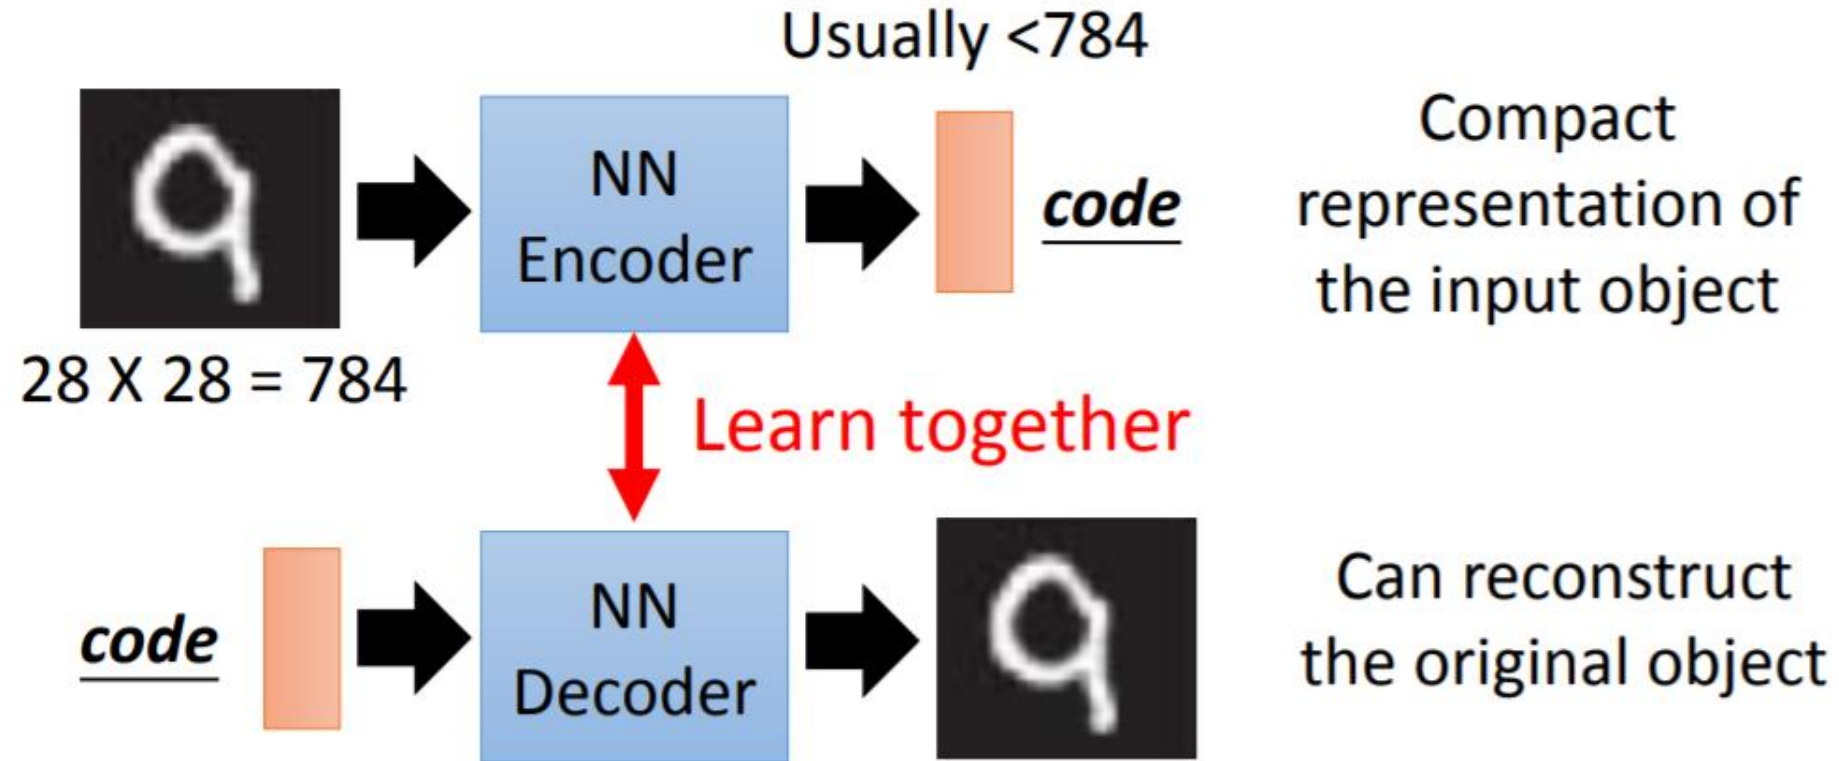 Usually <784
NN
Encoder
code
Compact
representation of
the input object
28 X 28 = 784
Learn together
code
NN
Decoder
Can reconstruct
the original object